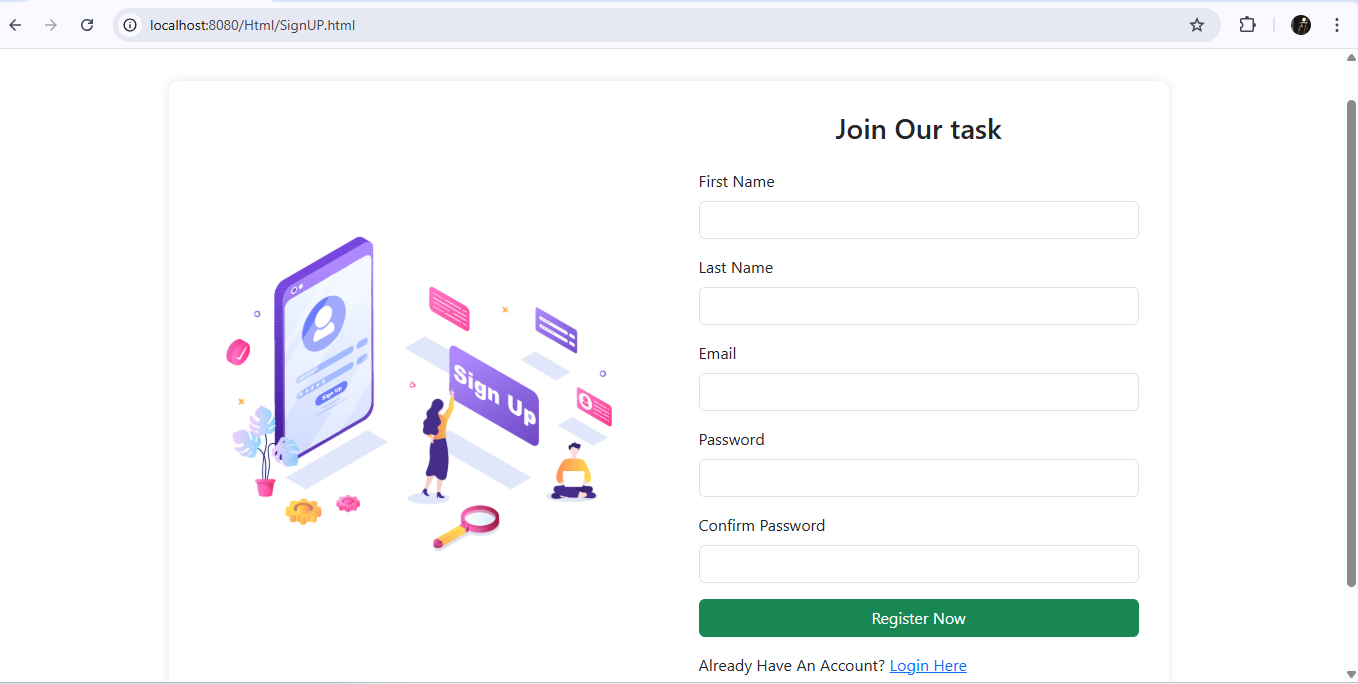 localhost:8080/Html/SignUP.html
Join Our task
First Name
Last Name
Email
Password
Confirm Password
Register Now
Already Have An Account? Login Here
Sign Up
Sign Up